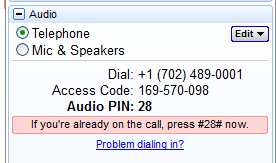 Audio
Telephone
Edit
Mic & Speakers
Dial: +1 (702) 489-0001
Access Code: 169-570-098
Audio PIN: 28
If you're already on the call, press #28# now.
Problem dialing in?